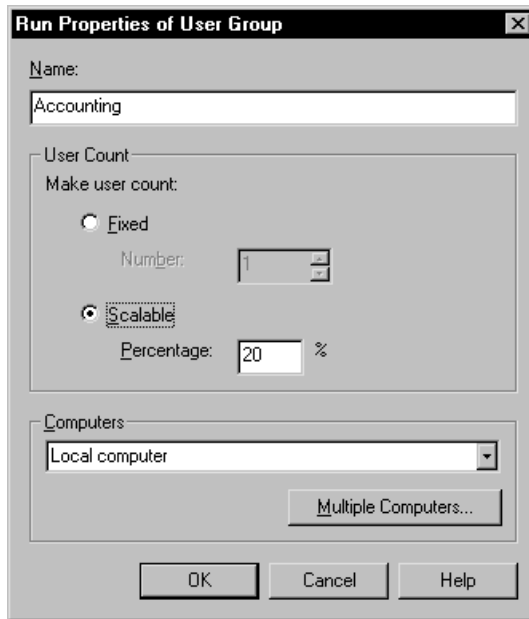 Run Properties of User Group
Name:
Accounting
User Count
Make user count:
Fixed
Number: 1
Scalable
Percentage: 20 %
Computers
Local computer
Multiple Computers...
OK Cancel Help